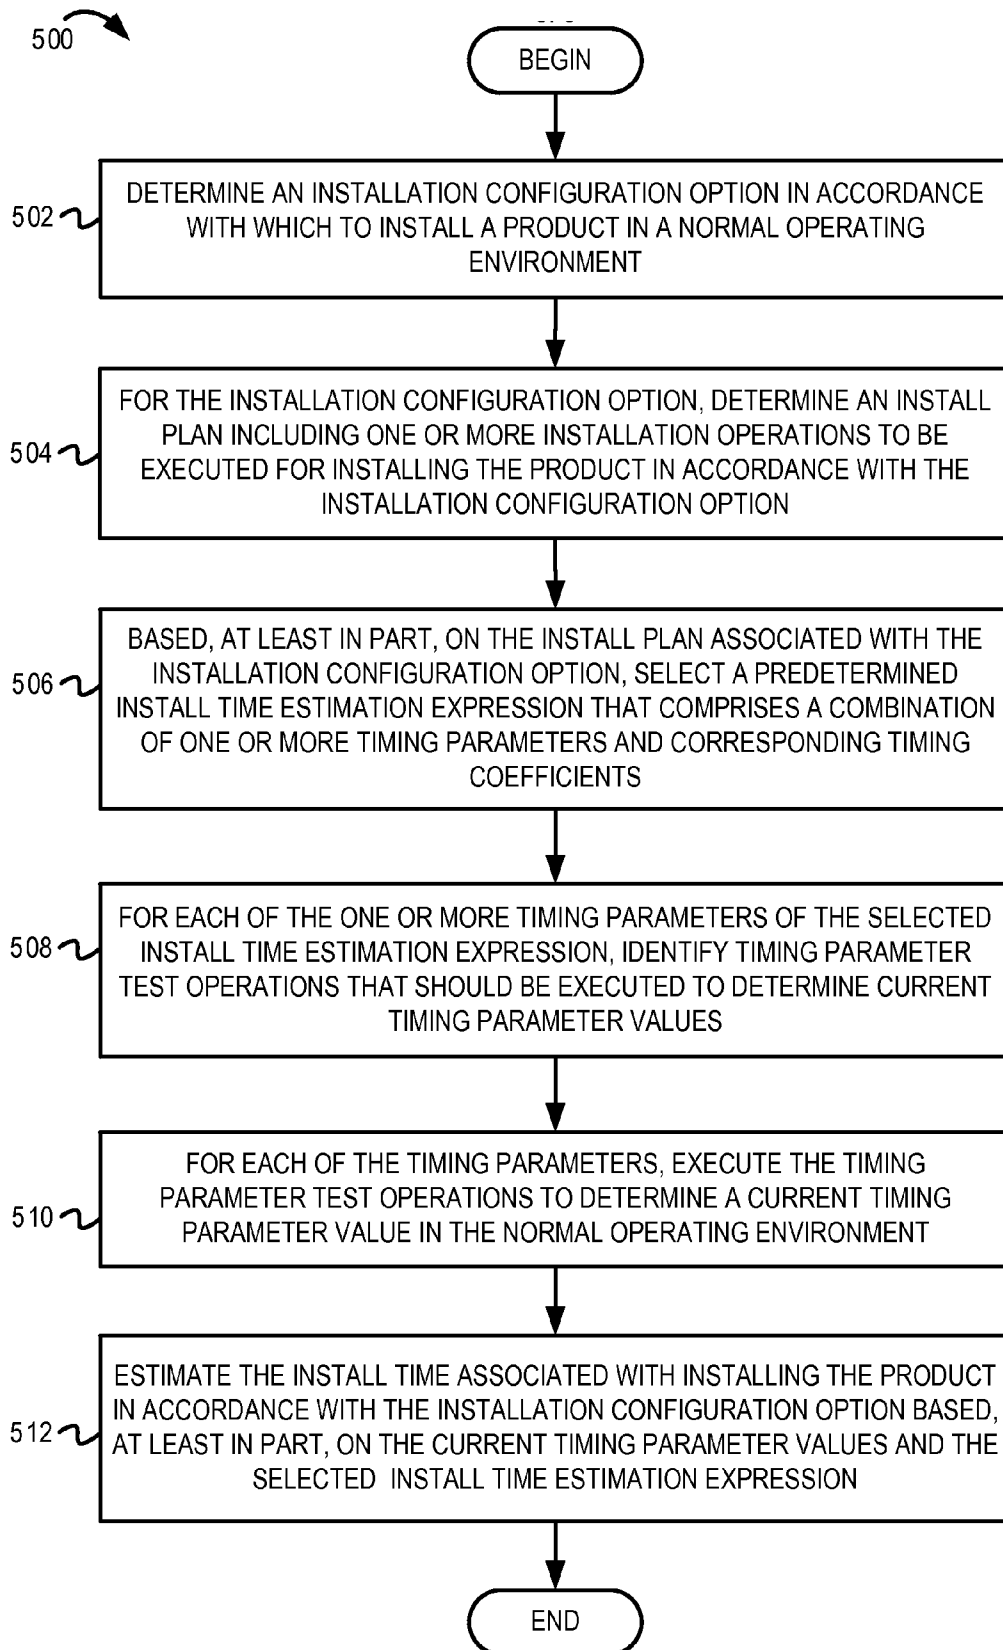 500
BEGIN
502
DETERMINE AN INSTALLATION CONFIGURATION OPTION IN ACCORDANCE
WITH WHICH TO INSTALL A PRODUCT IN A NORMAL OPERATING
ENVIRONMENT
504
FOR THE INSTALLATION CONFIGURATION OPTION, DETERMINE AN INSTALL
PLAN INCLUDING ONE OR MORE INSTALLATION OPERATIONS TO BE
EXECUTED FOR INSTALLING THE PRODUCT IN ACCORDANCE WITH THE
INSTALLATION CONFIGURATION OPTION
506
BASED, AT LEAST IN PART, ON THE INSTALL PLAN ASSOCIATED WITH THE
INSTALLATION CONFIGURATION OPTION, SELECT A PREDETERMINED
INSTALL TIME ESTIMATION EXPRESSION THAT COMPRISES A COMBINATION
OF ONE OR MORE TIMING PARAMETERS AND CORRESPONDING TIMING
COEFFICIENTS
508
FOR EACH OF THE ONE OR MORE TIMING PARAMETERS OF THE SELECTED
INSTALL TIME ESTIMATION EXPRESSION, IDENTIFY TIMING PARAMETER
TEST OPERATIONS THAT SHOULD BE EXECUTED TO DETERMINE CURRENT
TIMING PARAMETER VALUES
510
FOR EACH OF THE TIMING PARAMETERS, EXECUTE THE TIMING
PARAMETER TEST OPERATIONS TO DETERMINE A CURRENT TIMING
PARAMETER VALUE IN THE NORMAL OPERATING ENVIRONMENT
512
ESTIMATE THE INSTALL TIME ASSOCIATED WITH INSTALLING THE PRODUCT
IN ACCORDANCE WITH THE INSTALLATION CONFIGURATION OPTION BASED,
AT LEAST IN PART, ON THE CURRENT TIMING PARAMETER VALUES AND THE
SELECTED INSTALL TIME ESTIMATION EXPRESSION
END